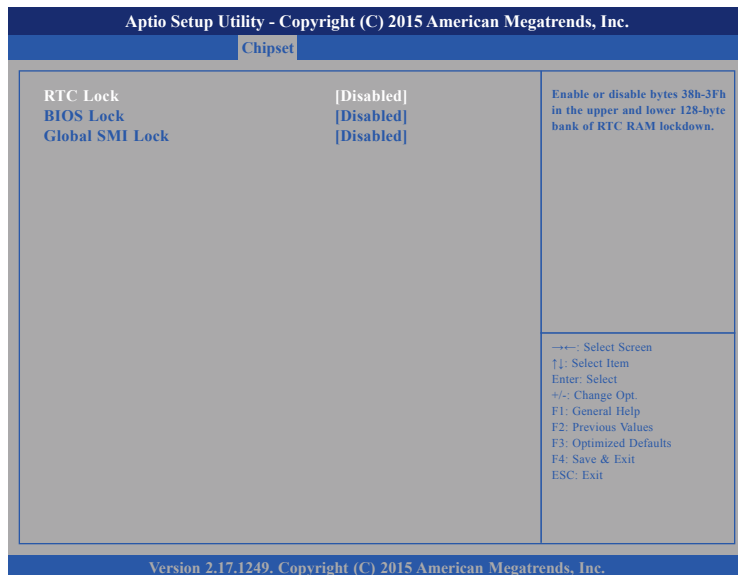 Aptio Setup Utility - Copyright (C) 2015 American Megatrends, Inc.
Chipset
RTC Lock [Disabled]
BIOS Lock [Disabled]
Global SMI Lock [Disabled]
Enable or disable bytes 38h-3Fh
in the upper and lower 128-byte
bank of RTC RAM lockdown.
→←: Select Screen
↑↓: Select Item
Enter: Select
+/-: Change Opt.
F1: General Help
F2: Previous Values
F3: Optimized Defaults
F4: Save & Exit
ESC: Exit
Version 2.17.1249. Copyright (C) 2015 American Megatrends, Inc.